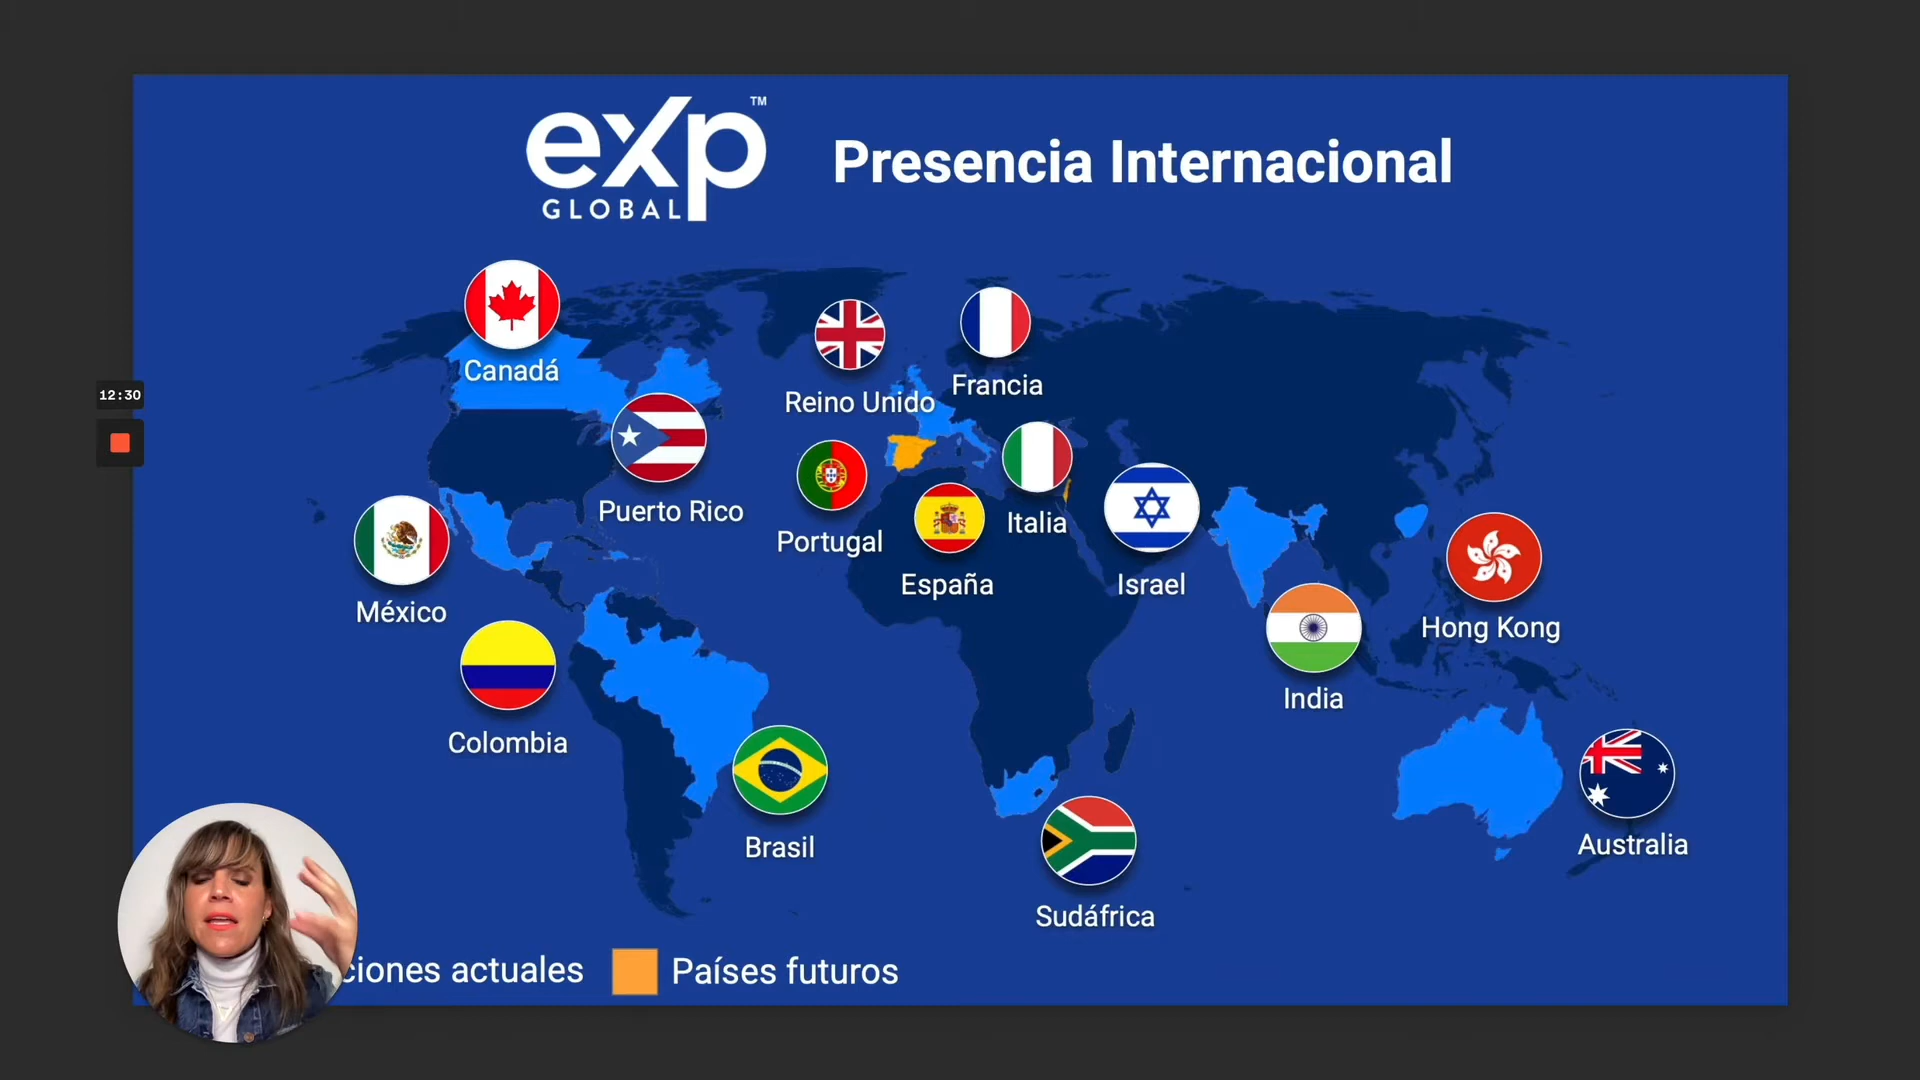 eXp™
GLOBAL
Presencia Internacional
Canadá
Reino Unido
Francia
12:30
Puerto Rico
Portugal
España
Italia
Israel
México
Hong Kong
India
Colombia
Brasil
Australia
Sudáfrica
ciones actuales
Países futuros